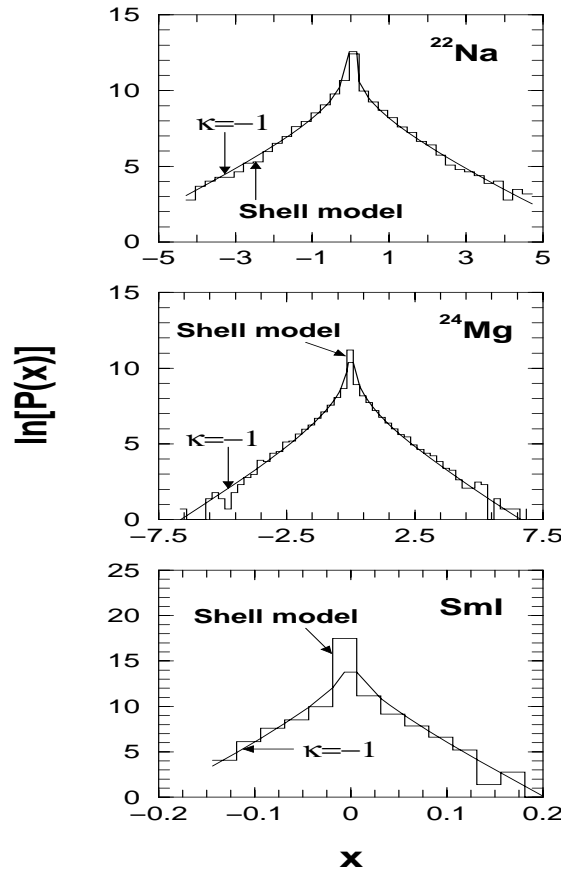 ln[P(x)]
15
10
5
0
²²Na
κ=−1
Shell model
−5 −3 −1 1 3 5
15
10
5
0
²⁴Mg
Shell model
κ=−1
−7.5 −2.5 2.5 7.5
25
20
15
10
5
0
SmI
Shell model
κ=−1
−0.2 −0.1 0 0.1 0.2
x